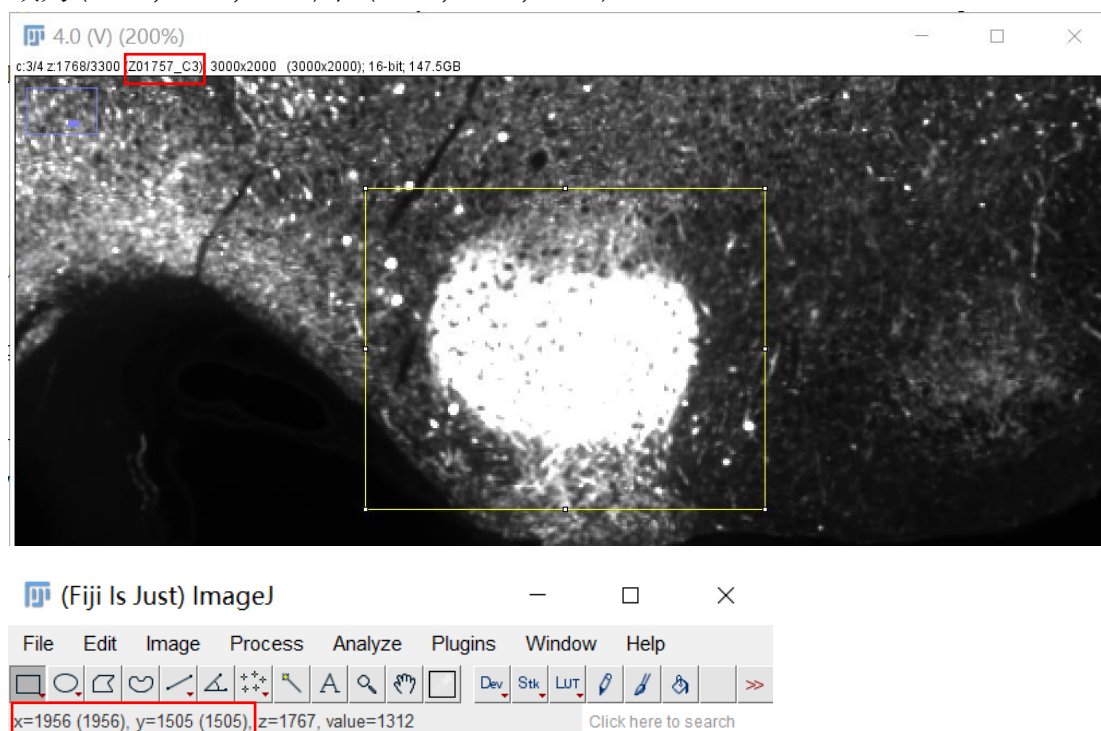 4.0 (V) (200%)
c:3/4 z:1768/3300 (Z01757_C3) 3000x2000 (3000x2000); 16-bit; 147.5GB
(Fiji Is Just) ImageJ
File Edit Image Process Analyze Plugins Window Help
A Dev Stk LUT >>
x=1956 (1956), y=1505 (1505), z=1767, value=1312 Click here to search